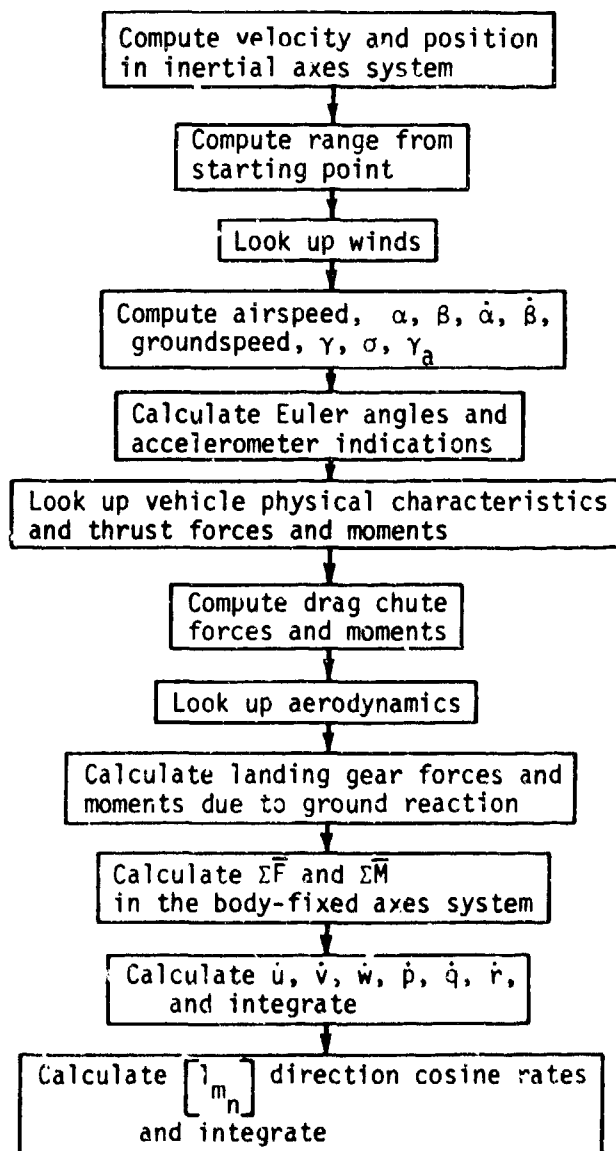 Compute velocity and position
in inertial axes system
Compute range from
starting point
Look up winds
Compute airspeed, α, β, α̇, β̇,
groundspeed, γ, σ, γa
Calculate Euler angles and
accelerometer indications
Look up vehicle physical characteristics
and thrust forces and moments
Compute drag chute
forces and moments
Look up aerodynamics
Calculate landing gear forces and
moments due to ground reaction
Calculate ΣF̅ and ΣM̅
in the body-fixed axes system
Calculate u̇, v̇, ẇ, ṗ, q̇, ṙ,
and integrate
Calculate [l m n] direction cosine rates
and integrate